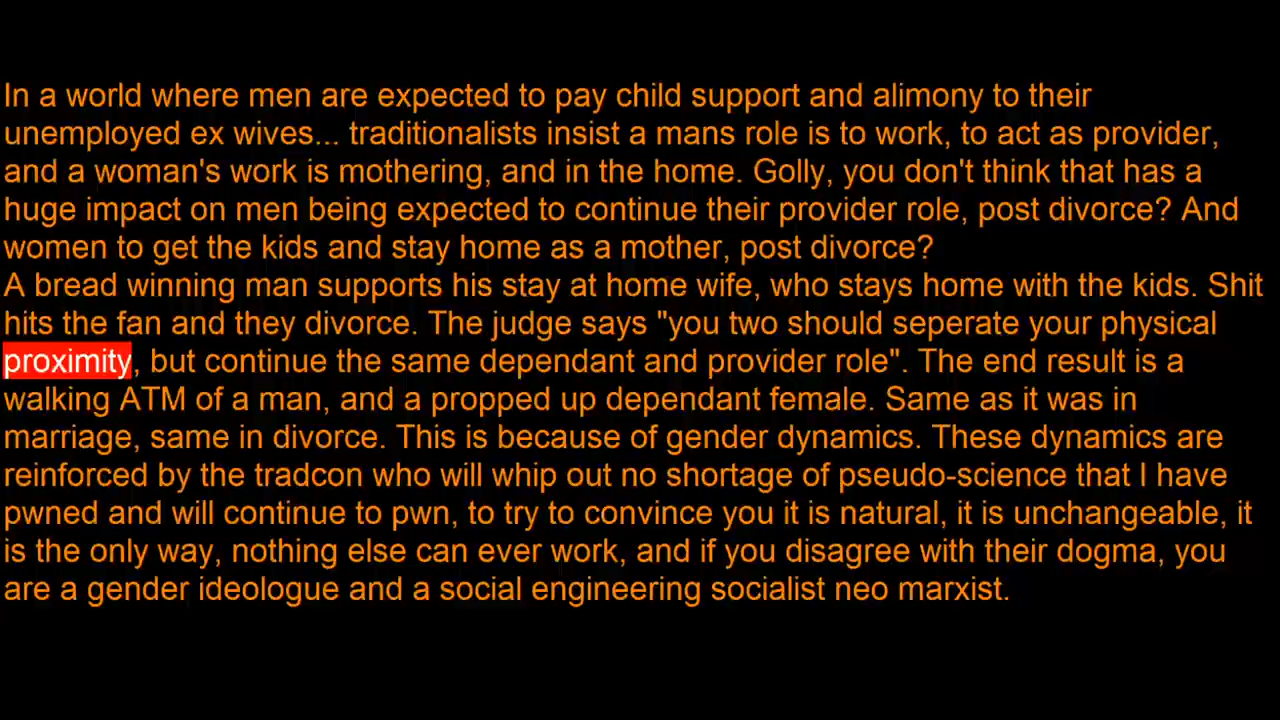 In a world where men are expected to pay child support and alimony to their
unemployed ex wives... traditionalists insist a mans role is to work, to act as provider,
and a woman's work is mothering, and in the home. Golly, you don't think that has a
huge impact on men being expected to continue their provider role, post divorce? And
women to get the kids and stay home as a mother, post divorce?
A bread winning man supports his stay at home wife, who stays home with the kids. Shit
hits the fan and they divorce. The judge says "you two should seperate your physical
proximity, but continue the same dependant and provider role". The end result is a
walking ATM of a man, and a propped up dependant female. Same as it was in
marriage, same in divorce. This is because of gender dynamics. These dynamics are
reinforced by the tradcon who will whip out no shortage of pseudo-science that I have
pwned and will continue to pwn, to try to convince you it is natural, it is unchangeable, it
is the only way, nothing else can ever work, and if you disagree with their dogma, you
are a gender ideologue and a social engineering socialist neo marxist.